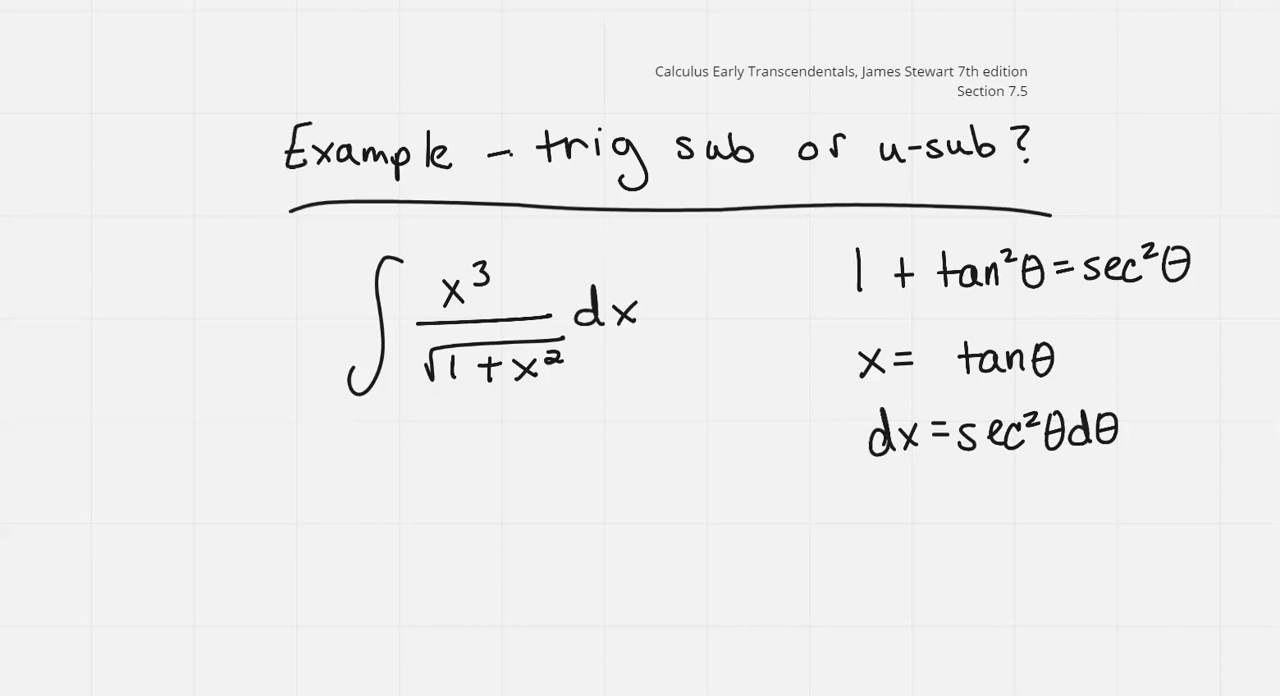 Calculus Early Transcendentals, James Stewart 7th edition
Section 7.5
Example - trig sub or u-sub?
∫ x³/√(1 + x²) dx
1 + tan²θ = sec²θ
x = tanθ
dx = sec²θdθ